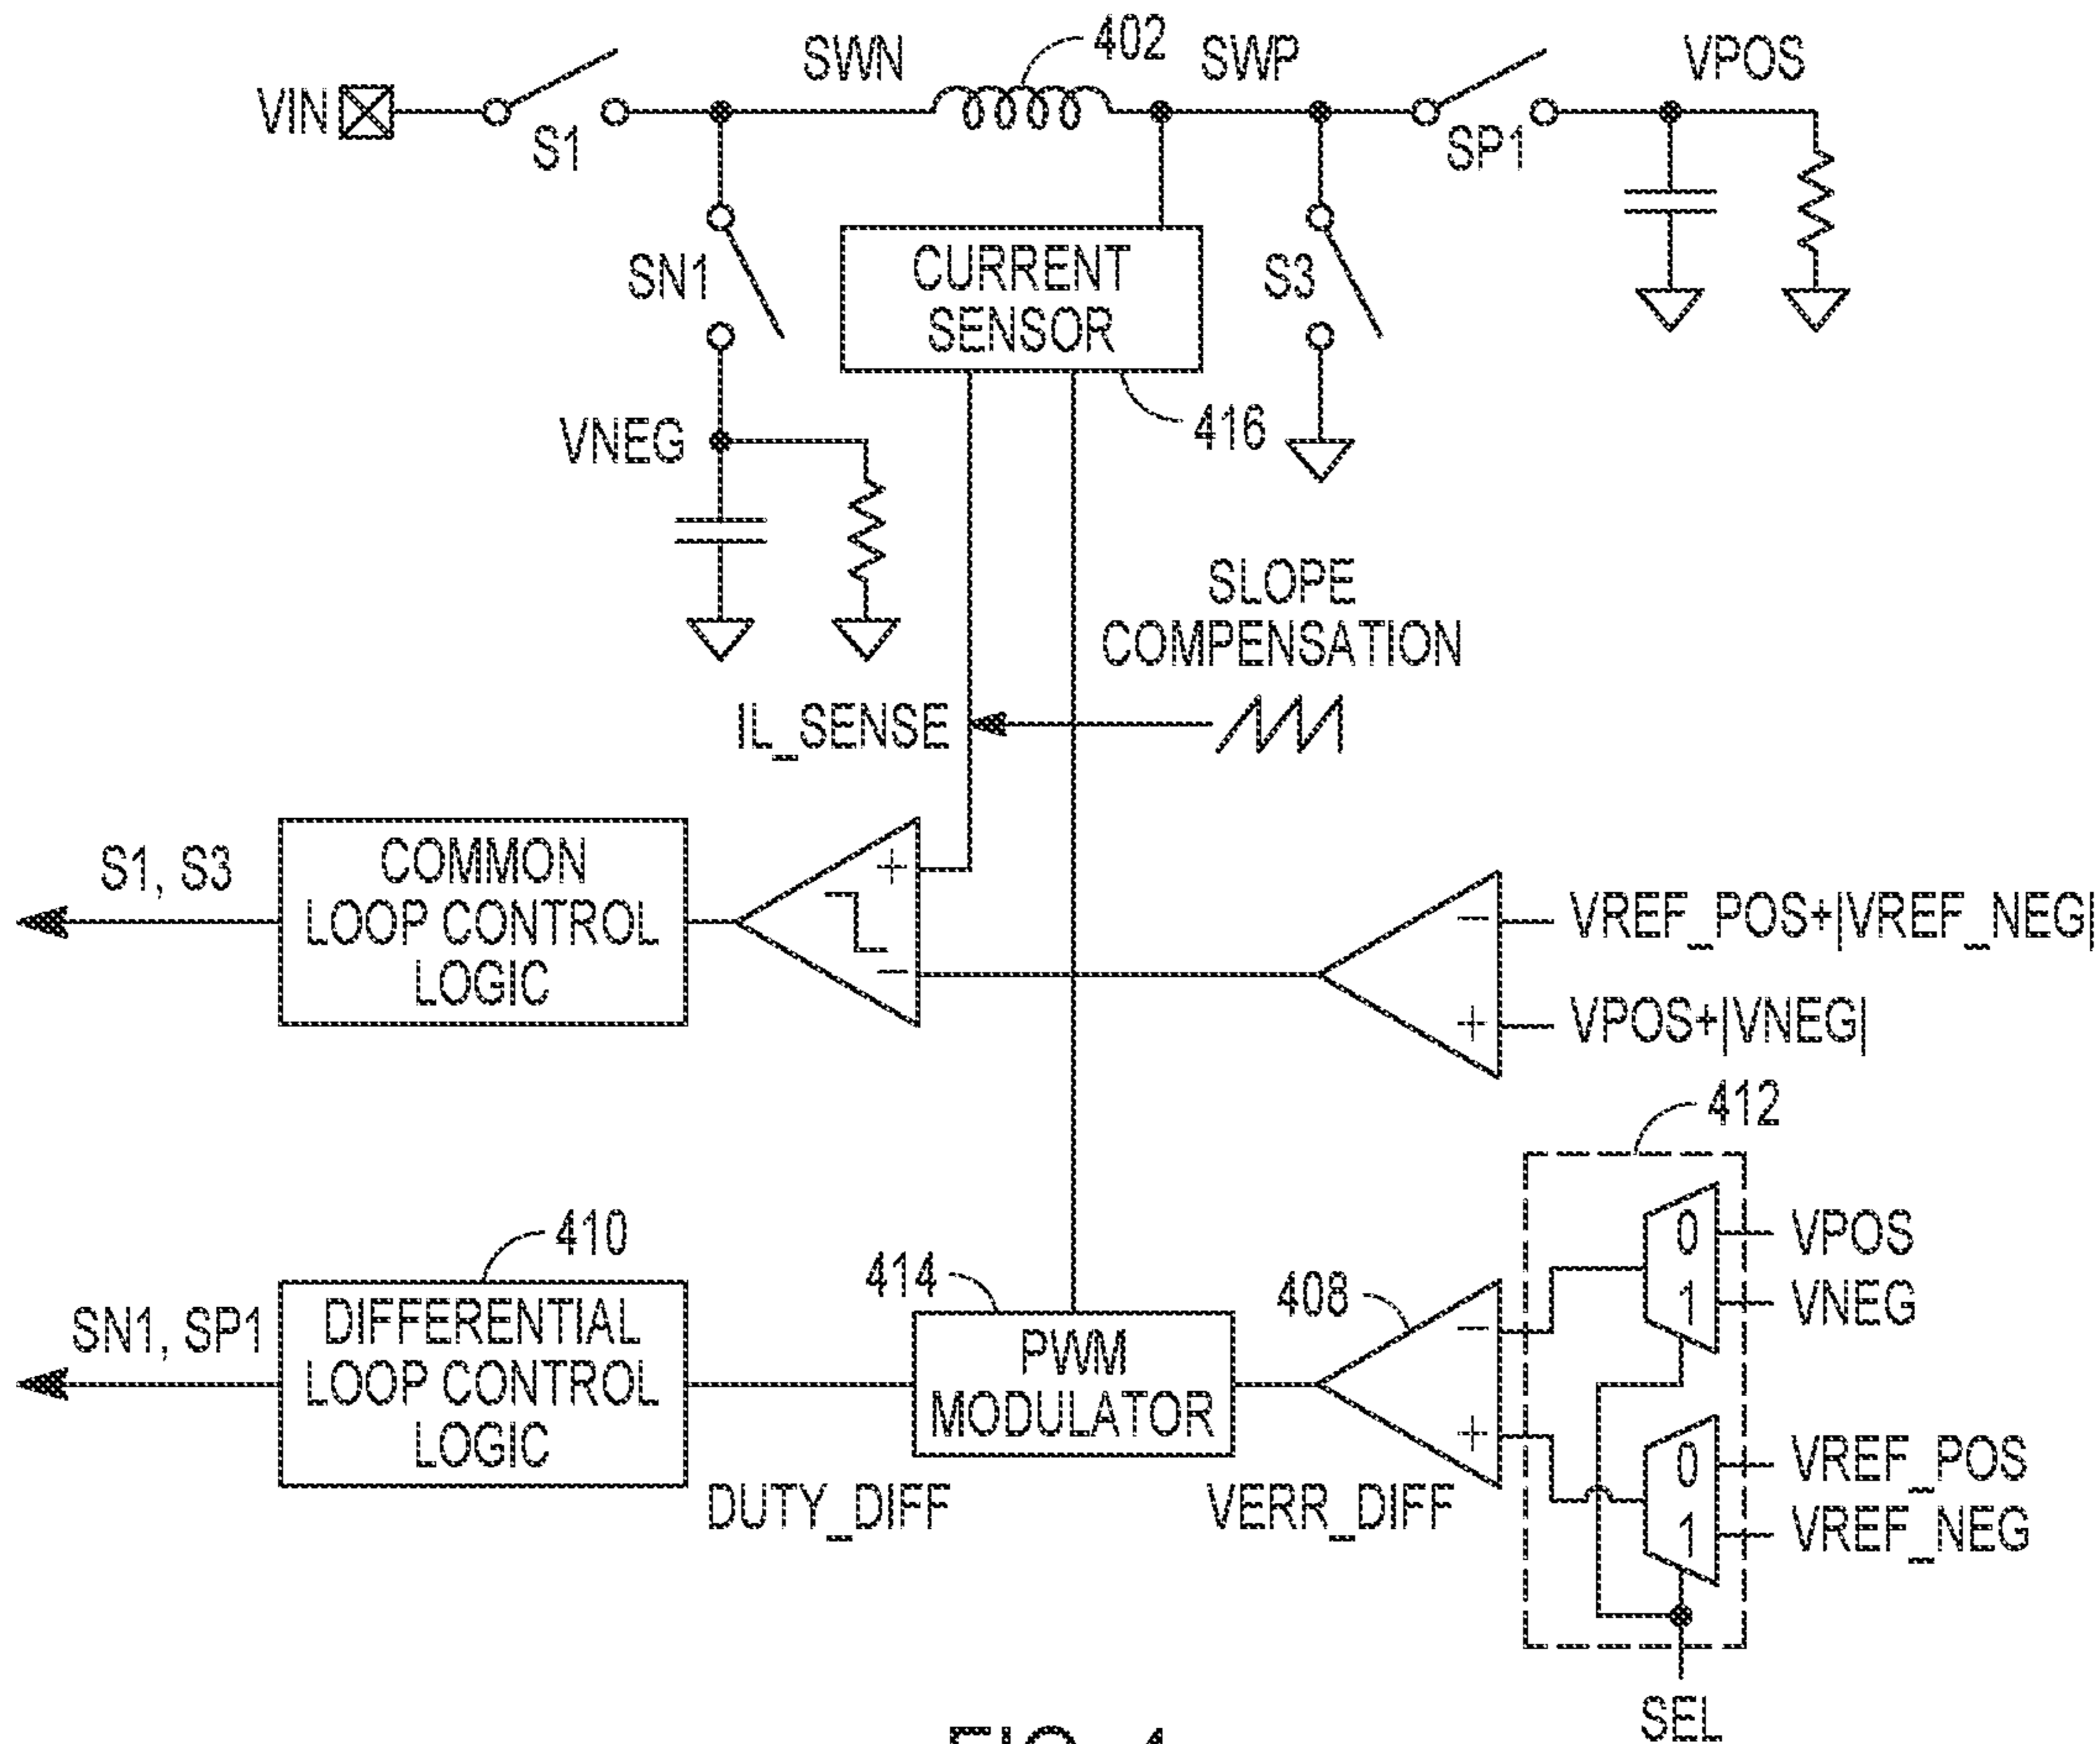 402
SWN
SWP
VPOS
VIN
S1
SP1
SN1
CURRENT
SENSOR
S3
416
VNEG
SLOPE
COMPENSATION
IL_SENSE
S1, S3
COMMON
LOOP CONTROL
LOGIC
+
−
−
VREF_POS+|VREF_NEG|
+
VPOS+|VNEG|
412
410
SN1, SP1
DIFFERENTIAL
LOOP CONTROL
LOGIC
DUTY_DIFF
414
PWM
MODULATOR
VERR_DIFF
408
−
+
0
VPOS
1
VNEG
0
VREF_POS
1
VREF_NEG
SEL